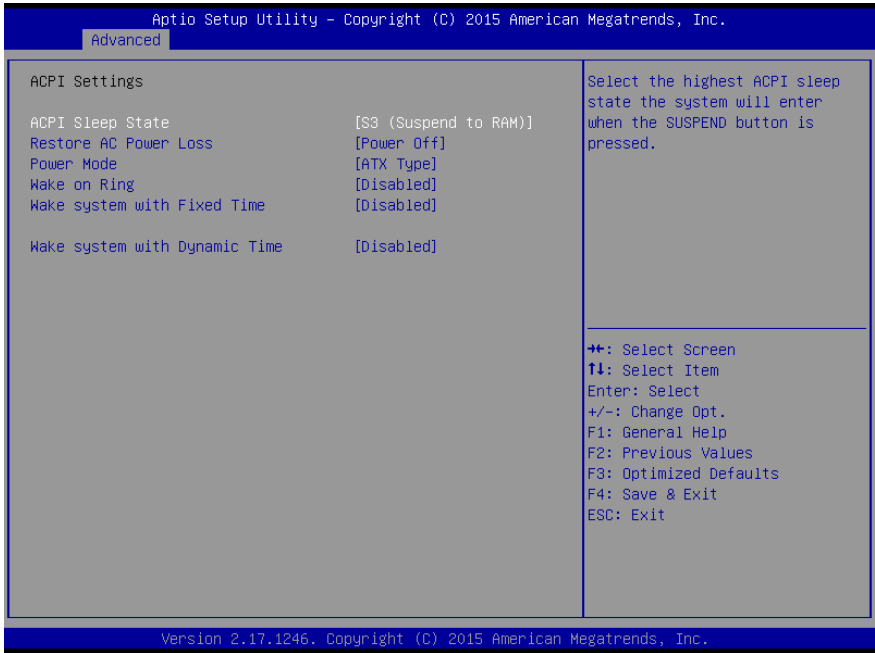 Aptio Setup Utility – Copyright (C) 2015 American Megatrends, Inc.
Advanced
ACPI Settings
ACPI Sleep State [S3 (Suspend to RAM)]
Restore AC Power Loss [Power Off]
Power Mode [ATX Type]
Wake on Ring [Disabled]
Wake system with Fixed Time [Disabled]
Wake system with Dynamic Time [Disabled]
Select the highest ACPI sleep
state the system will enter
when the SUSPEND button is
pressed.
→←: Select Screen
↑↓: Select Item
Enter: Select
+/-: Change Opt.
F1: General Help
F2: Previous Values
F3: Optimized Defaults
F4: Save & Exit
ESC: Exit
Version 2.17.1246. Copyright (C) 2015 American Megatrends, Inc.